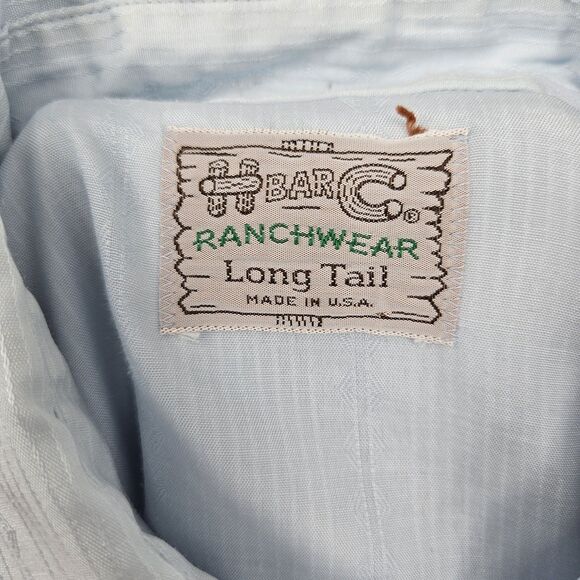 H BAR C®
RANCHWEAR
Long Tail
MADE IN U.S.A.